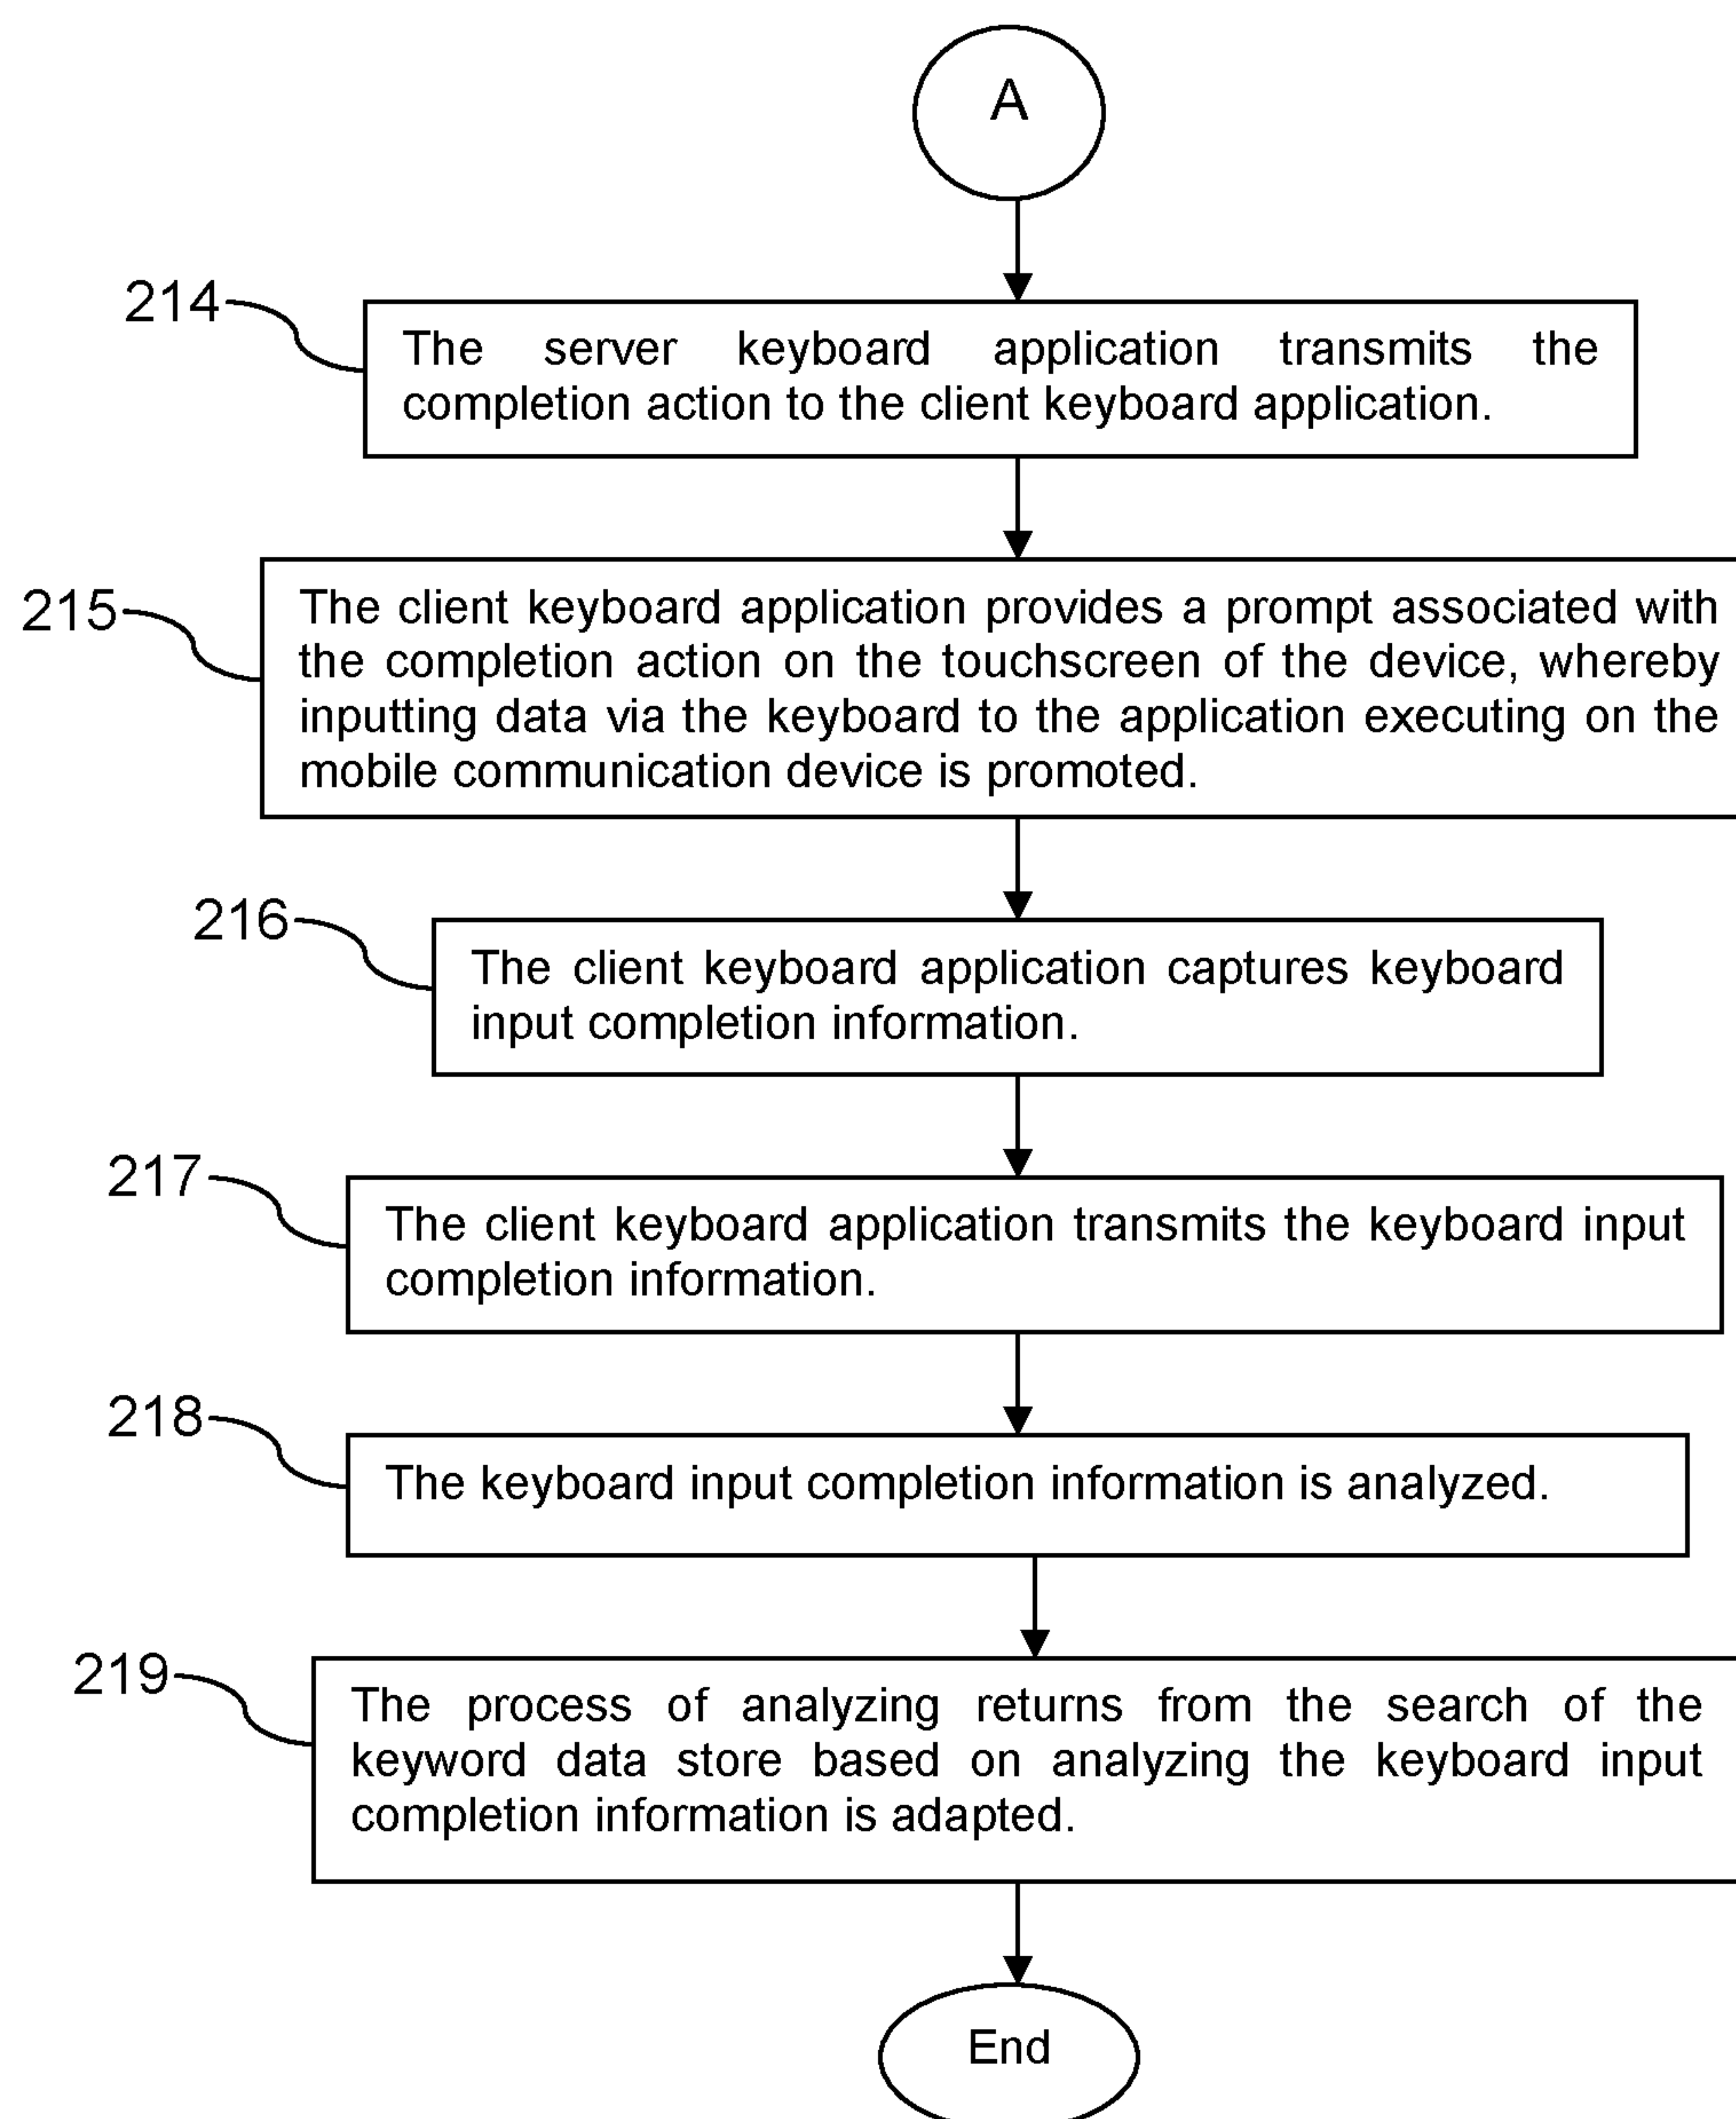 A
214
The server keyboard application transmits the
completion action to the client keyboard application.
215
The client keyboard application provides a prompt associated with
the completion action on the touchscreen of the device, whereby
inputting data via the keyboard to the application executing on the
mobile communication device is promoted.
216
The client keyboard application captures keyboard
input completion information.
217
The client keyboard application transmits the keyboard input
completion information.
218
The keyboard input completion information is analyzed.
219
The process of analyzing returns from the search of the
keyword data store based on analyzing the keyboard input
completion information is adapted.
End